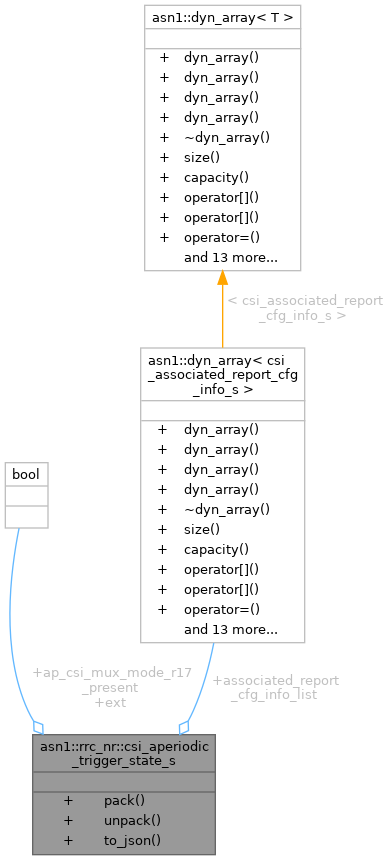 asn1::dyn_array< T >
+ dyn_array()
+ dyn_array()
+ dyn_array()
+ dyn_array()
+ ~dyn_array()
+ size()
+ capacity()
+ operator[]()
+ operator[]()
+ operator=()
and 13 more...
< csi_associated_report
_cfg_info_s >
asn1::dyn_array< csi
_associated_report_cfg
_info_s >
+ dyn_array()
+ dyn_array()
+ dyn_array()
+ dyn_array()
+ ~dyn_array()
+ size()
+ capacity()
+ operator[]()
+ operator[]()
+ operator=()
and 13 more...
bool
+ap_csi_mux_mode_r17
_present
+ext
+associated_report
_cfg_info_list
asn1::rrc_nr::csi_aperiodic
_trigger_state_s
+ pack()
+ unpack()
+ to_json()